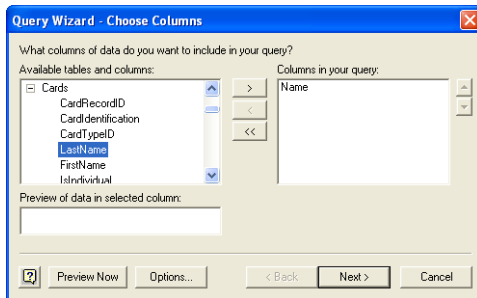 Query Wizard - Choose Columns
What columns of data do you want to include in your query?
Available tables and columns:
Columns in your query:
Cards
CardRecordID
CardIdentification
CardTypeID
LastName
FirstName
IsIndividual
>
<
<<
Name
Preview of data in selected column:
? Preview Now Options... < Back Next > Cancel